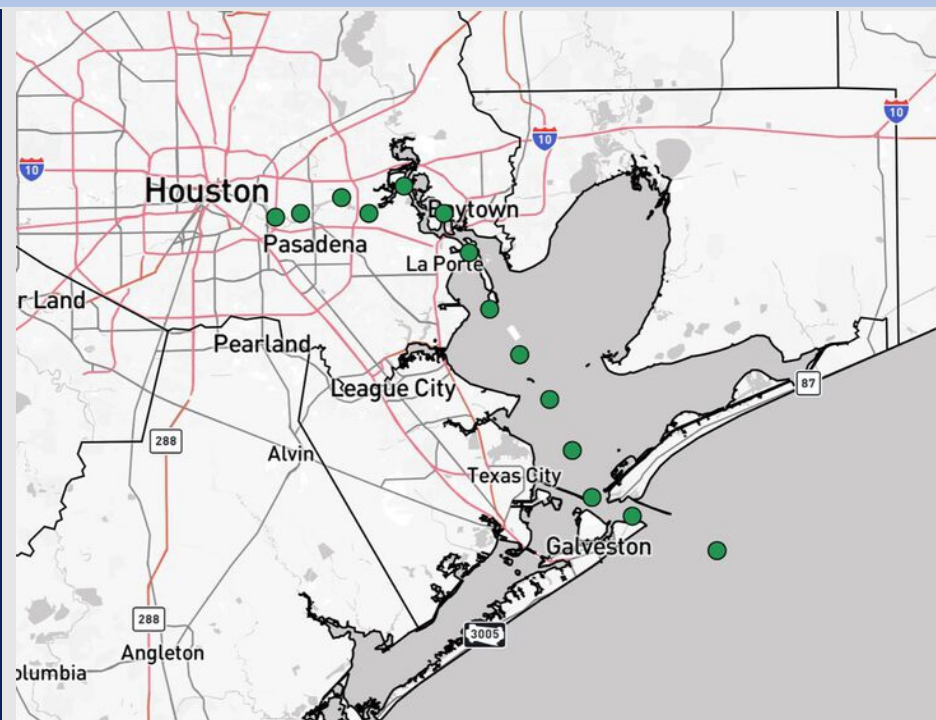 10
10
10
Houston
Baytown
Pasadena
La Porte
r Land
Pearland
87
League City
288
Alvin
Texas City
Galveston
288
3005
Angleton
olumbia